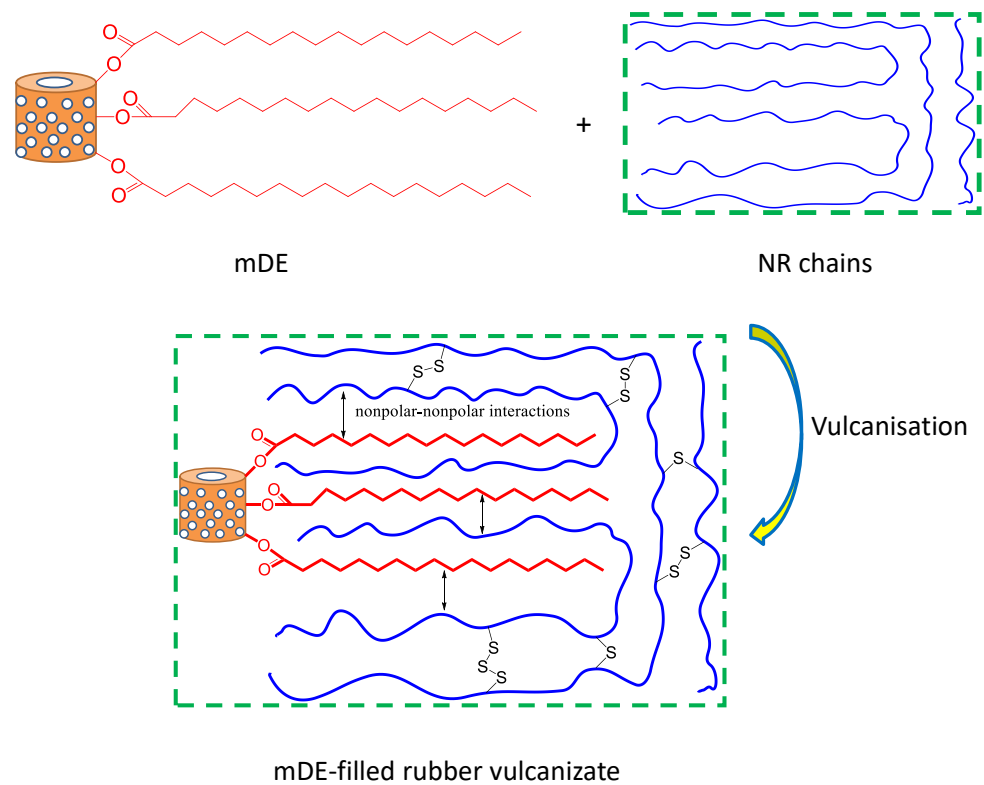 O
O
O
O
O
O
+
mDE
NR chains
S
S
S
S
nonpolar-nonpolar interactions
Vulcanisation
O
O
S
O
O
O
O
S
S
S
S
S
S
S
mDE-filled rubber vulcanizate